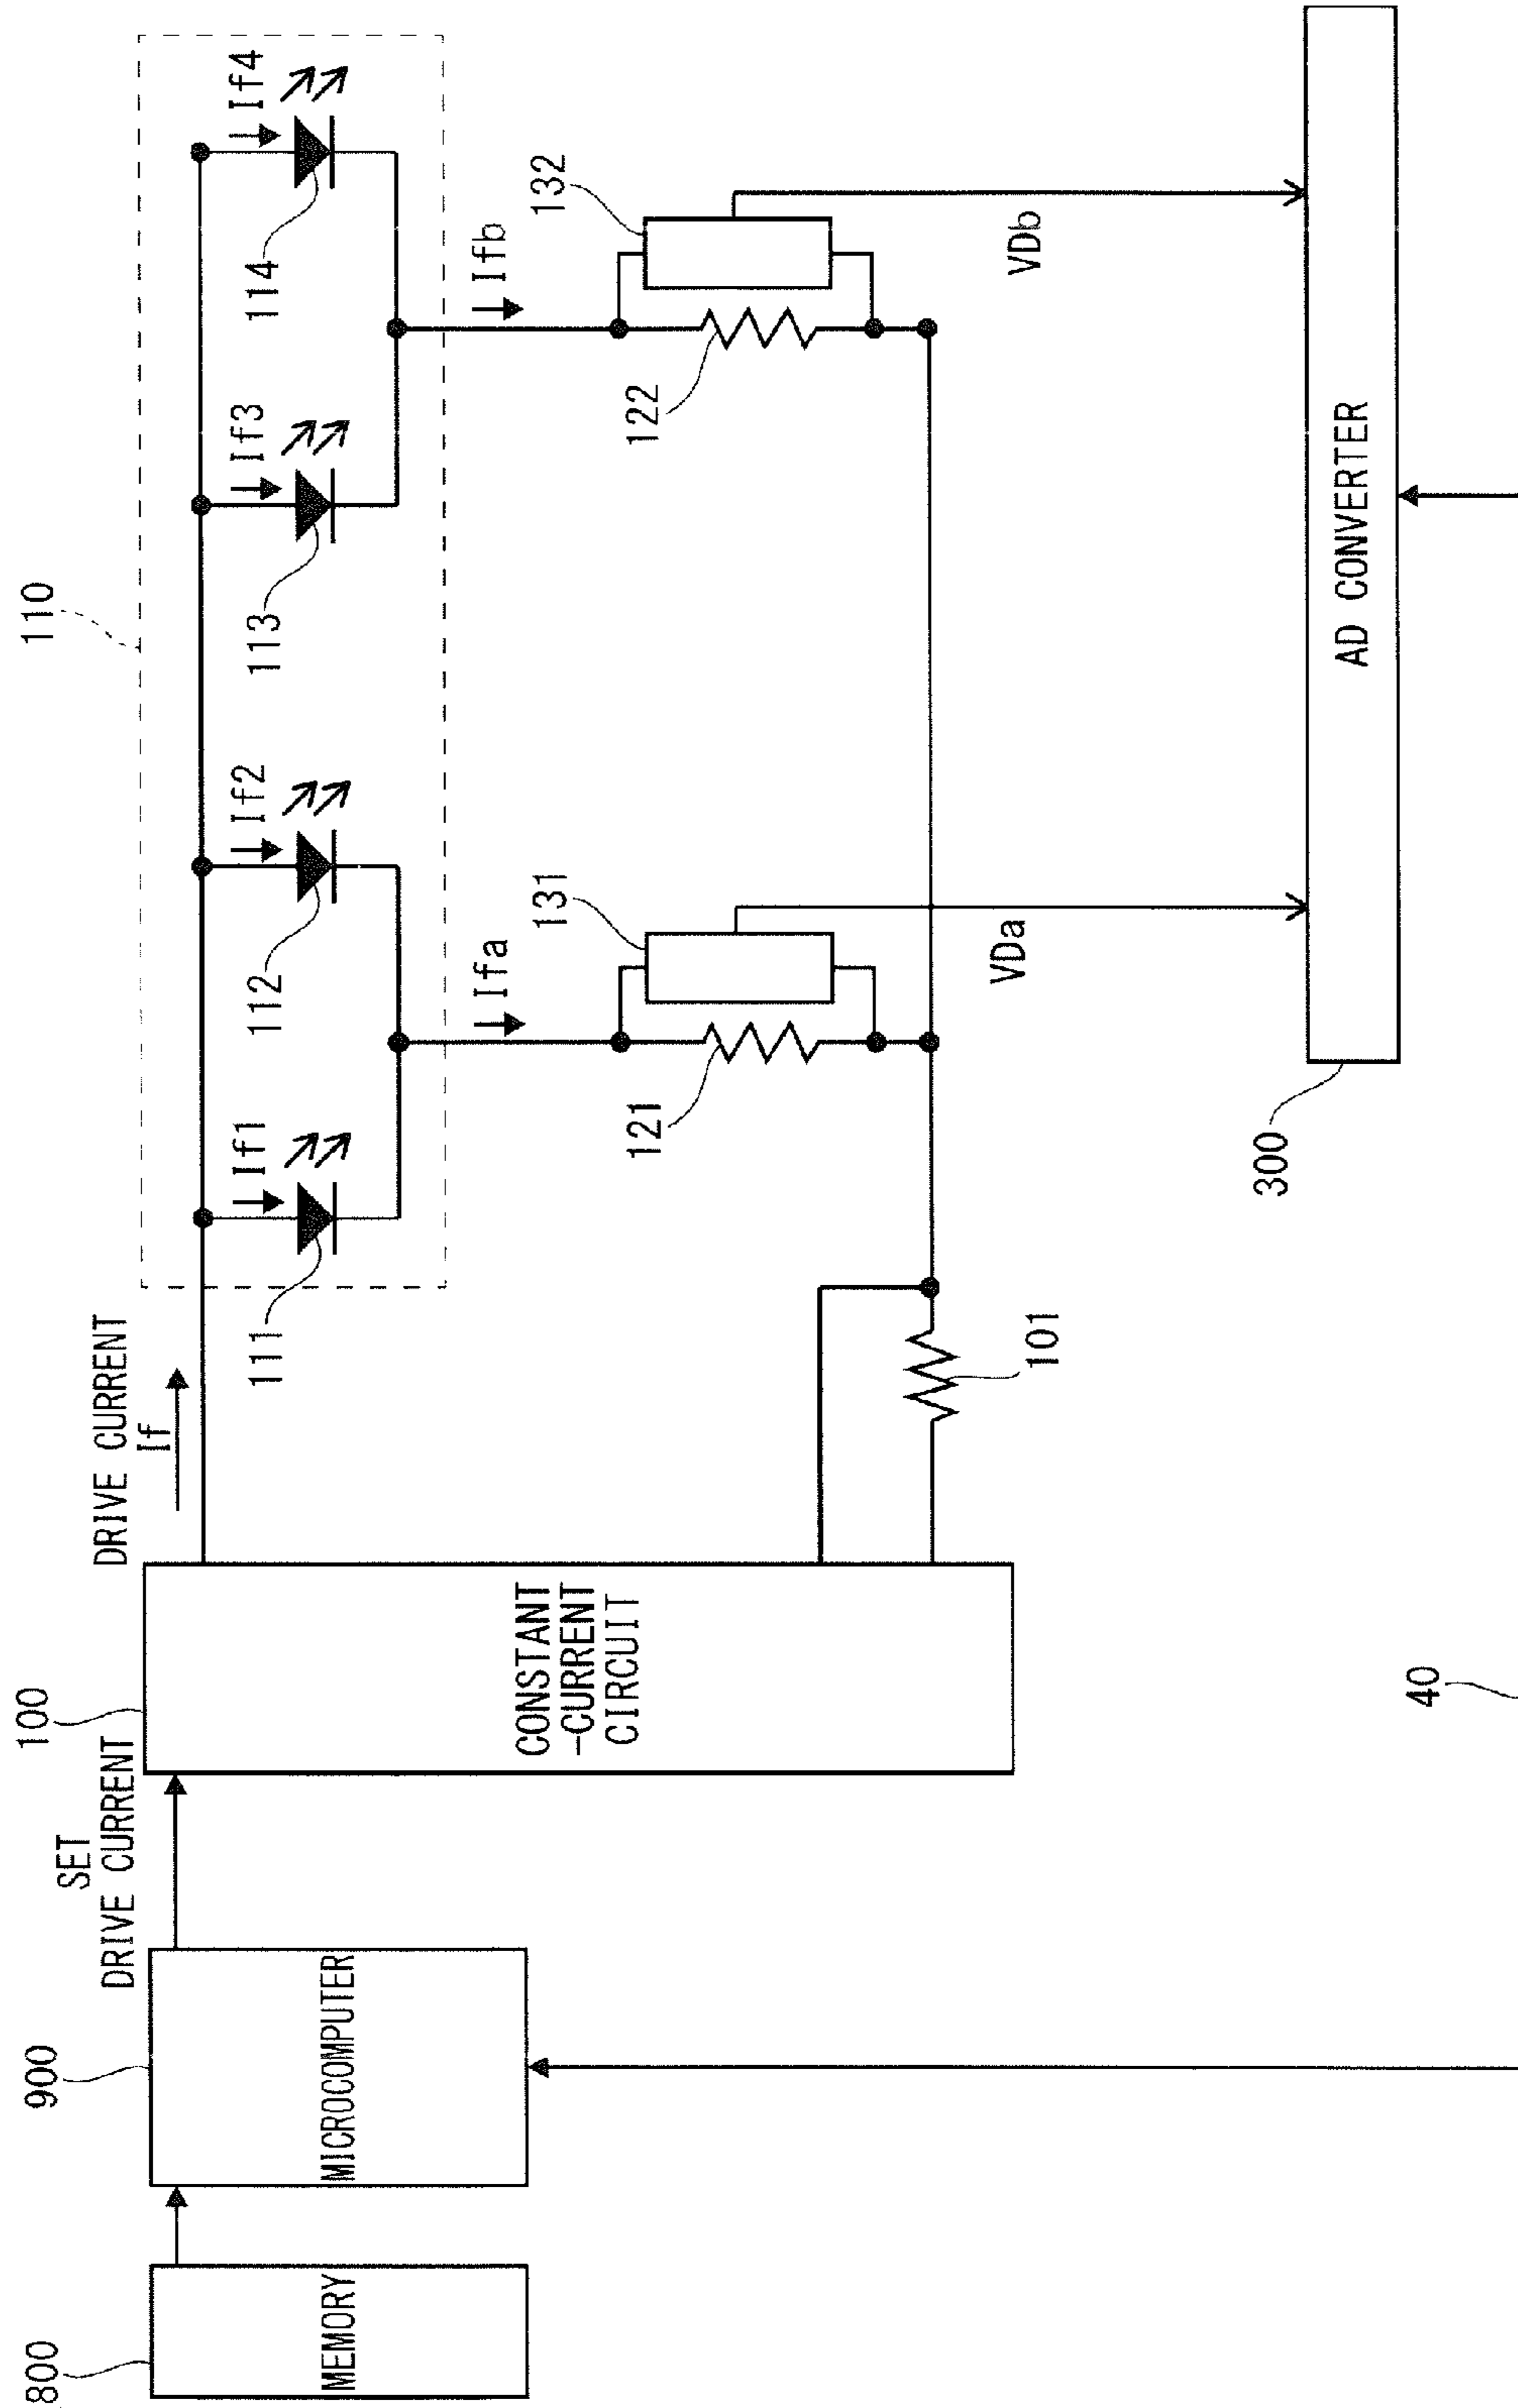 110
DRIVE CURRENT
If
100
SET
DRIVE CURRENT
900
800
If1
If2
If3
If4
111
112
113
114
MEMORY
MICROCOMPUTER
CONSTANT
-CURRENT
CIRCUIT
Ifa
Ifb
131
132
121
122
101
VDa
VDb
300
AD CONVERTER
40